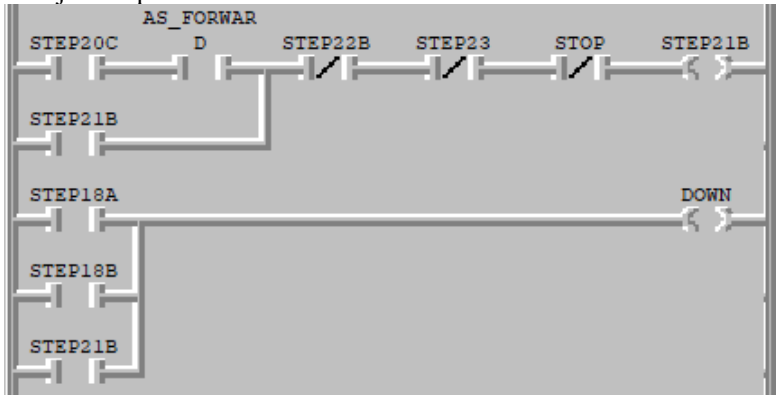 AS_FORWAR
STEP20C D STEP22B STEP23 STOP STEP21B
STEP21B
STEP18A DOWN
STEP18B
STEP21B